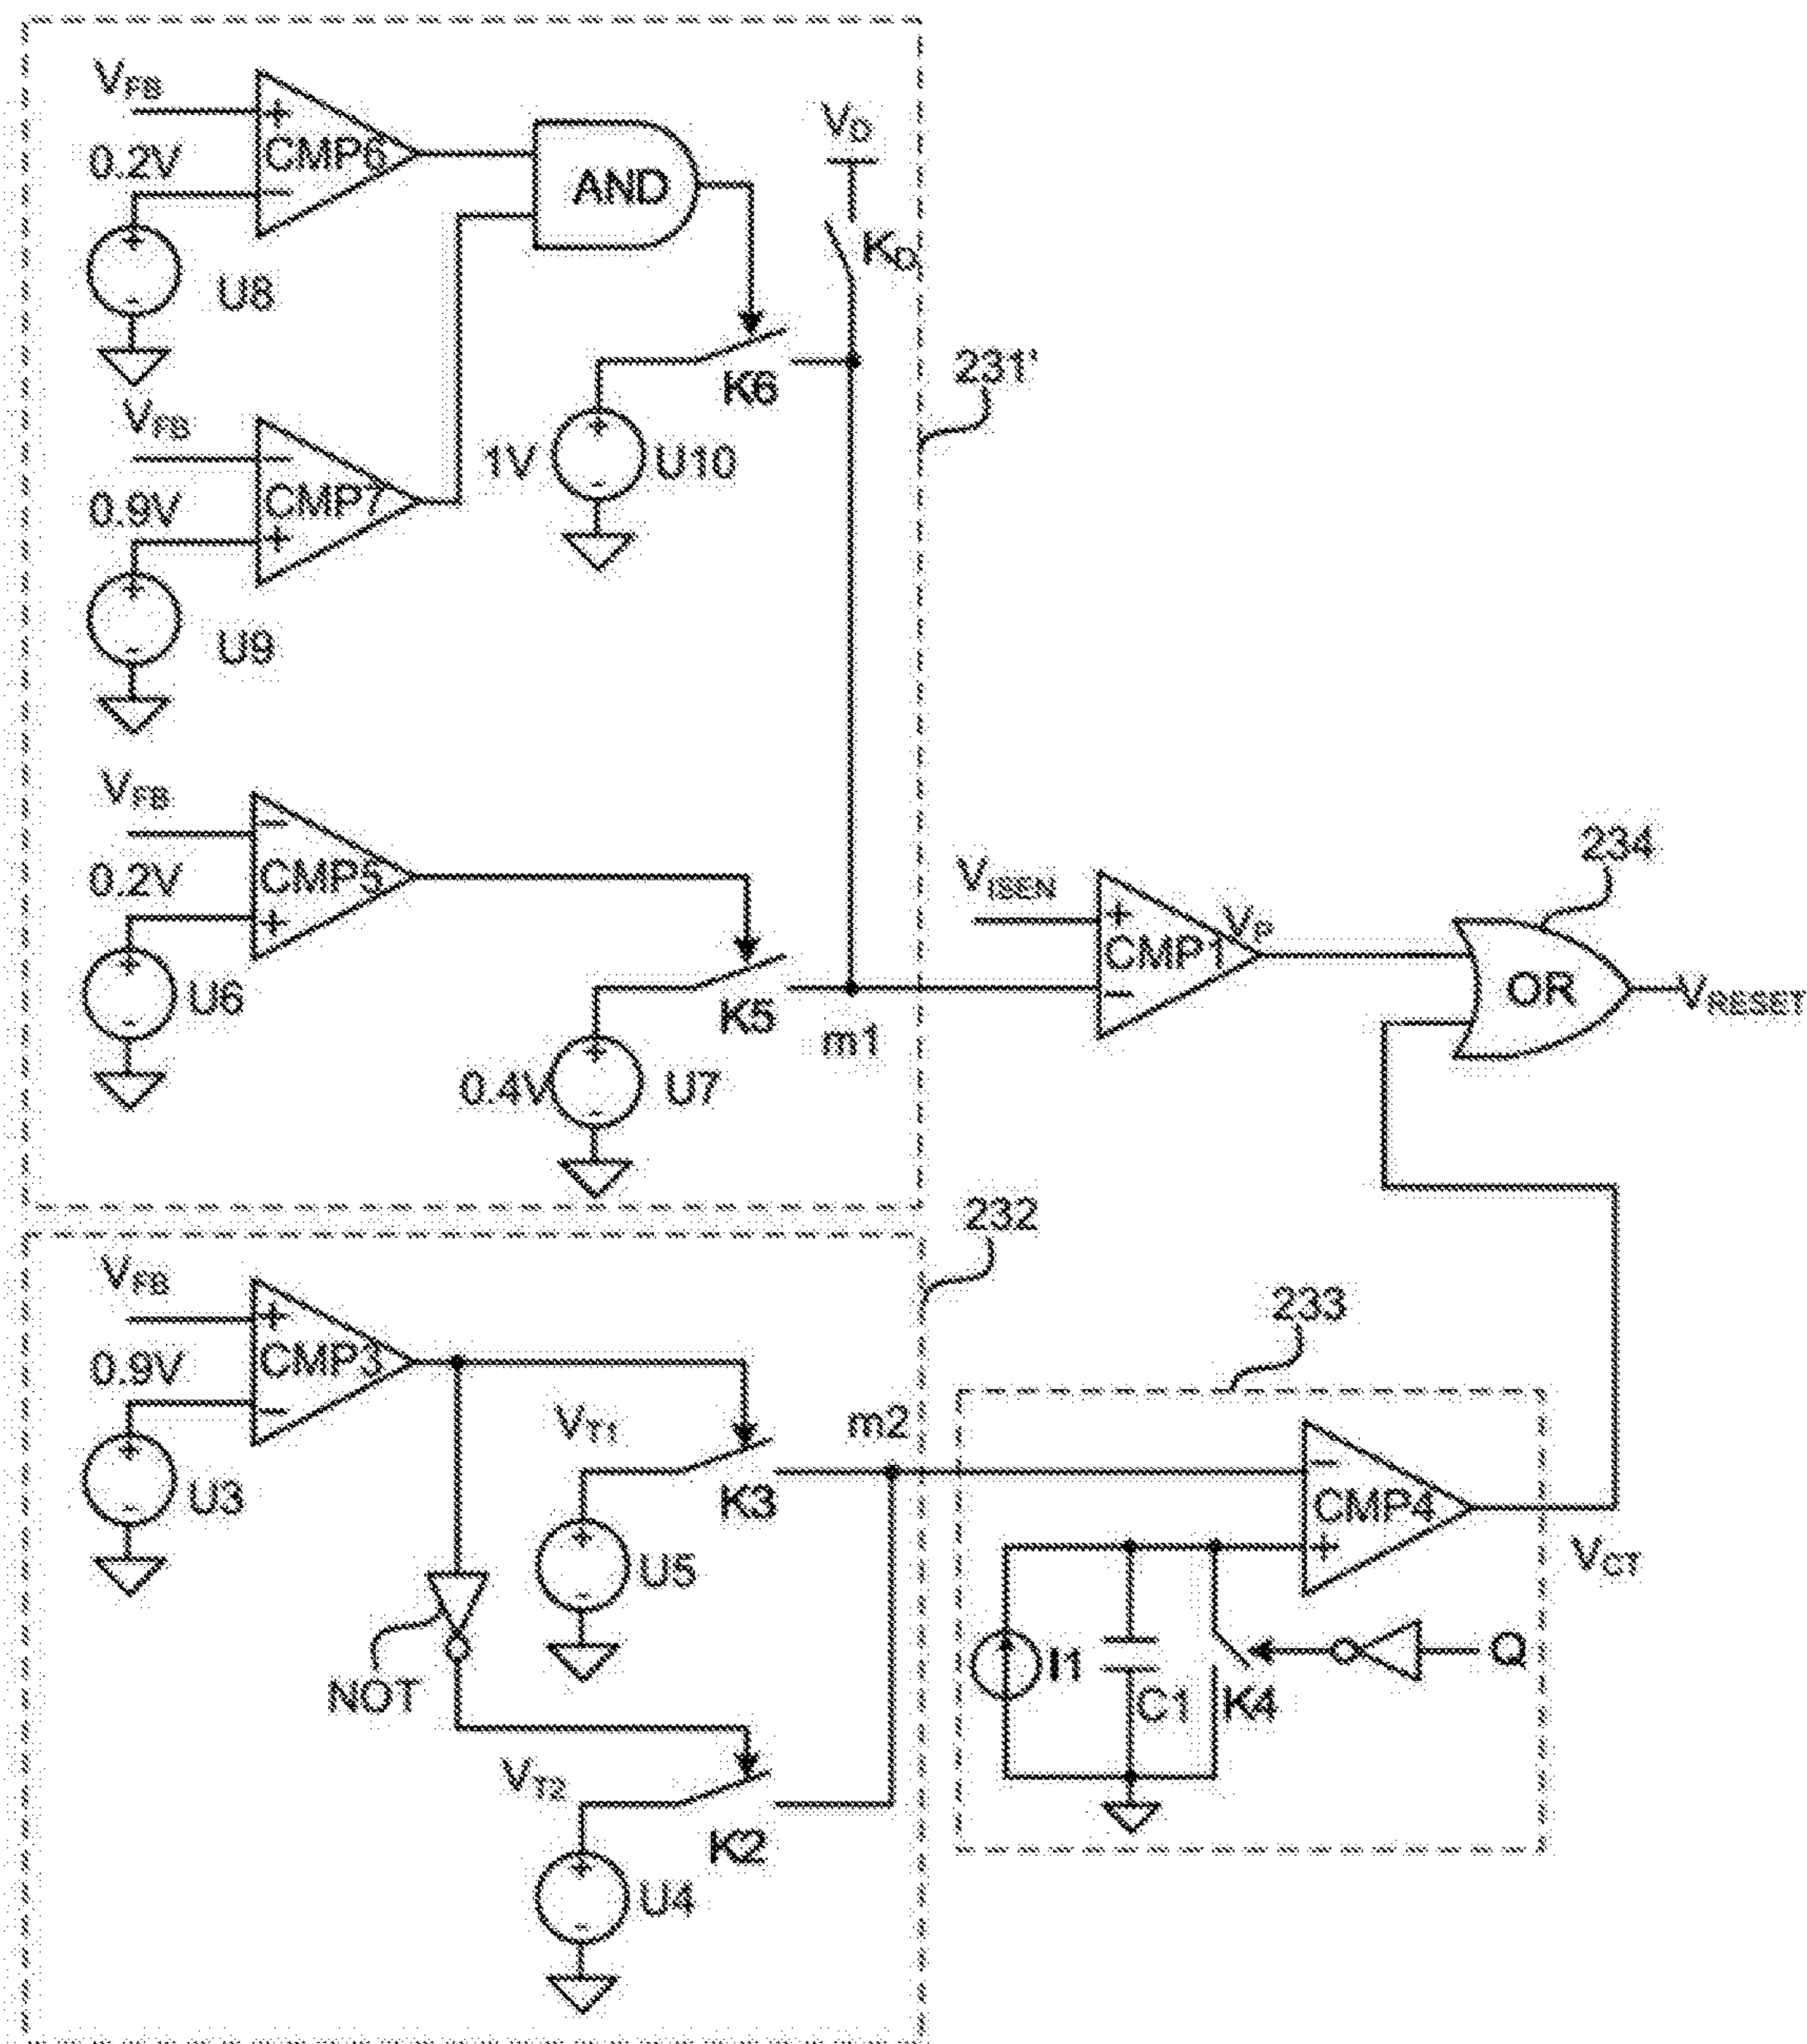 VFB
0.2V
+
CMP6
−
U8
AND
VD
KD
K6
231'
VFB
0.9V
−
CMP7
+
U9
1V
U10
VFB
0.2V
−
CMP5
+
U6
K5
m1
0.4V
U7
VISEN
+
CMP1
−
VP
234
OR
VRESET
232
VFB
0.9V
+
CMP3
−
U3
VT1
K3
m2
U5
NOT
VT2
K2
U4
233
−
CMP4
+
VCT
I1
C1
K4
Q